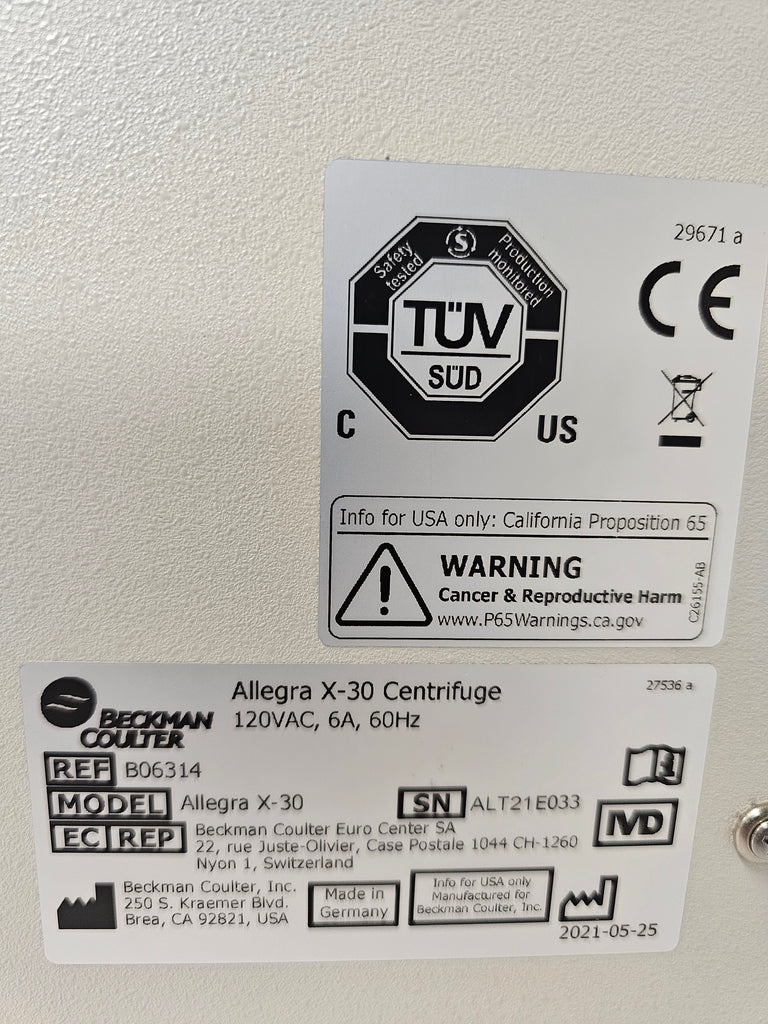 29671 a
Safety tested
S
Production monitored
TÜV
SÜD
C US
CE
Info for USA only: California Proposition 65
WARNING
Cancer & Reproductive Harm
www.P65Warnings.ca.gov
C26155-AB
Allegra X-30 Centrifuge
27536 a
BECKMAN
COULTER
120VAC, 6A, 60Hz
REF B06314
MODEL Allegra X-30
SN ALT21E033
IVD
EC REP Beckman Coulter Euro Center SA
22, rue Juste-Olivier, Case Postale 1044 CH-1260
Nyon 1, Switzerland
Beckman Coulter, Inc.
250 S. Kraemer Blvd.
Brea, CA 92821, USA
Made in
Germany
Info for USA only
Manufactured for
Beckman Coulter, Inc.
2021-05-25